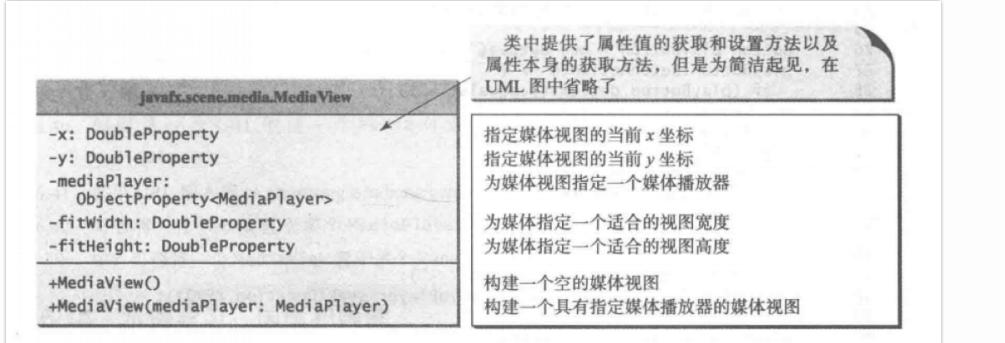 类中提供了属性值的获取和设置方法以及
属性本身的获取方法，但是为简洁起见，在
UML 图中省略了
javafx.scene.media.MediaView
-x: DoubleProperty
指定媒体视图的当前 x 坐标
-y: DoubleProperty
指定媒体视图的当前 y 坐标
-mediaPlayer:
ObjectProperty<MediaPlayer>
为媒体视图指定一个媒体播放器
-fitWidth: DoubleProperty
为媒体指定一个适合的视图宽度
-fitHeight: DoubleProperty
为媒体指定一个适合的视图高度
+MediaView()
构建一个空的媒体视图
+MediaView(mediaPlayer: MediaPlayer)
构建一个具有指定媒体播放器的媒体视图